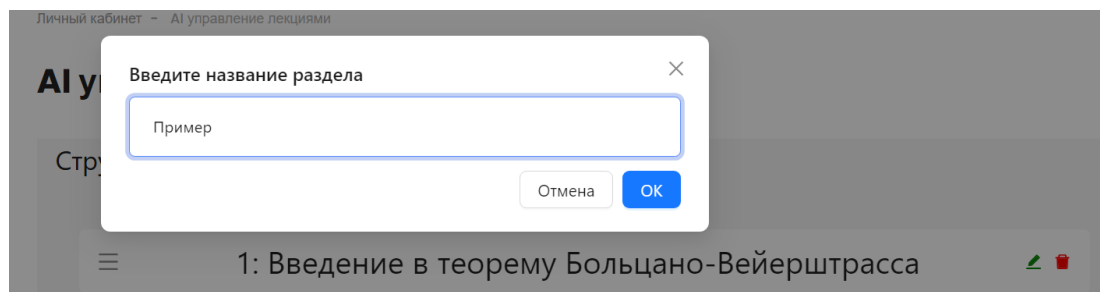 Личный кабинет – AI управление лекциями
AI у
Введите название раздела
Пример
Стру
Отмена
OK
1: Введение в теорему Больцано-Вейерштрасса